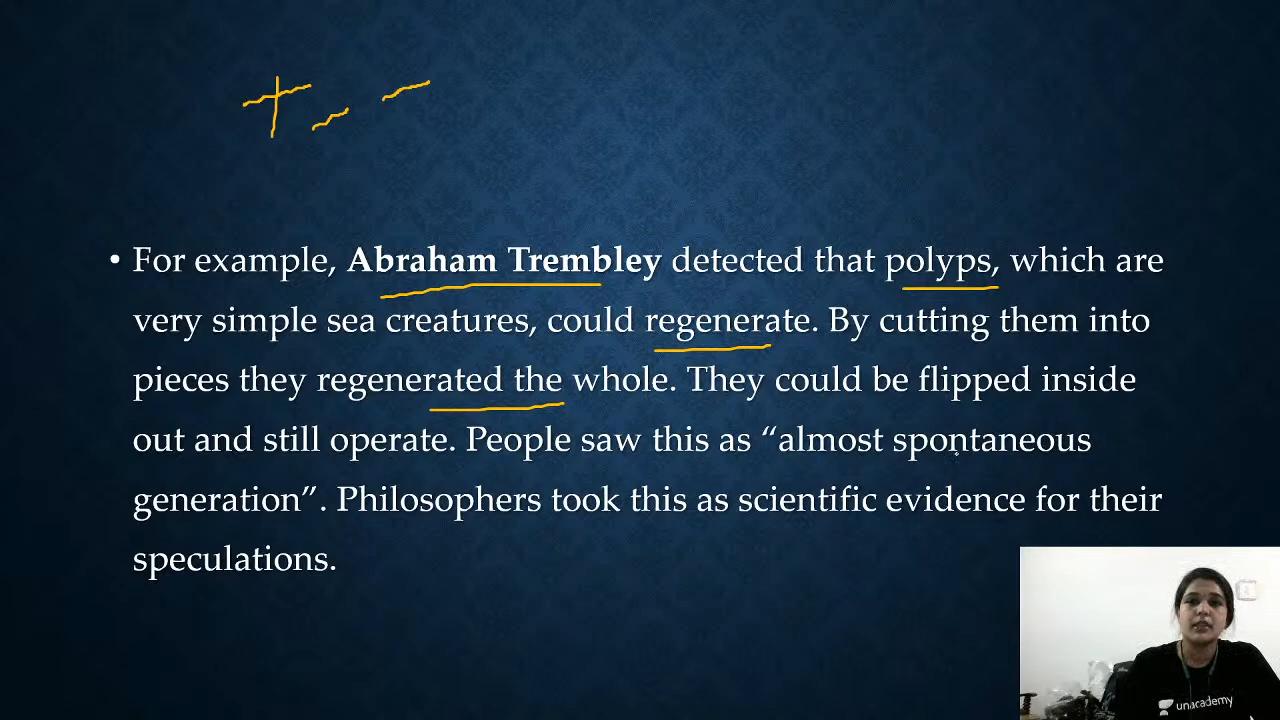 • For example, Abraham Trembley detected that polyps, which are
very simple sea creatures, could regenerate. By cutting them into
pieces they regenerated the whole. They could be flipped inside
out and still operate. People saw this as “almost spontaneous
generation”. Philosophers took this as scientific evidence for their
speculations.
unacademy